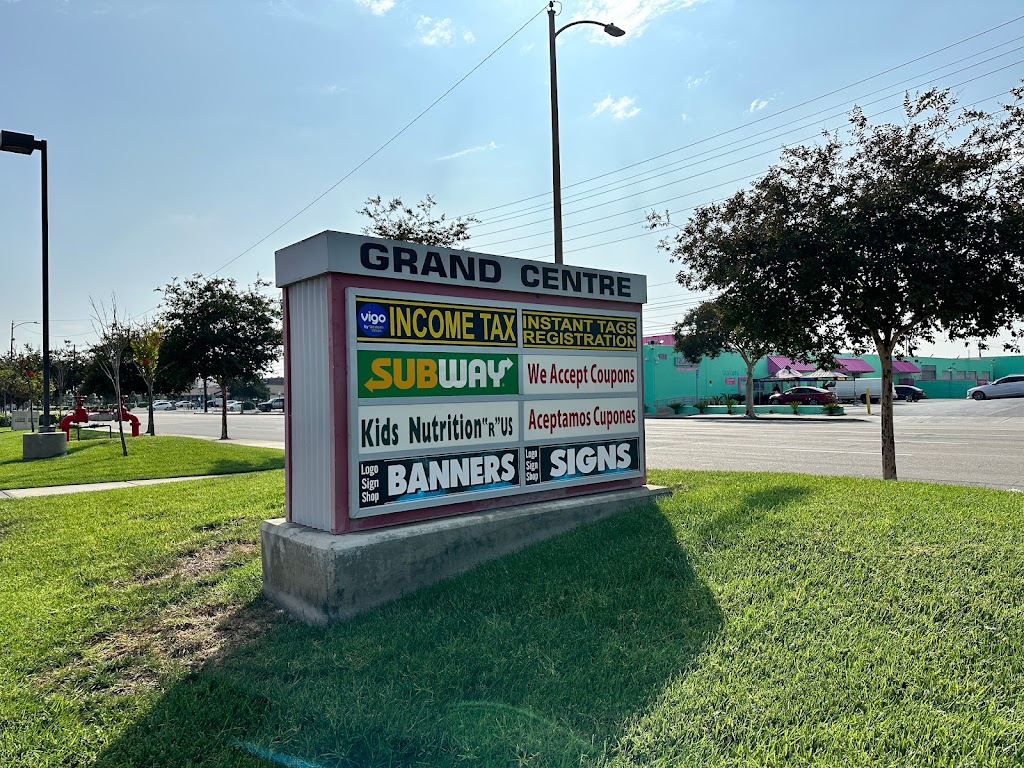 GRAND CENTRE
vigo
INCOME TAX
INSTANT TAGS
REGISTRATION
SUBWAY
We Accept Coupons
Kids Nutrition "R" US
Aceptamos Cupones
Logo
Sign
Shop
BANNERS
Logo
Sign
Shop
SIGNS